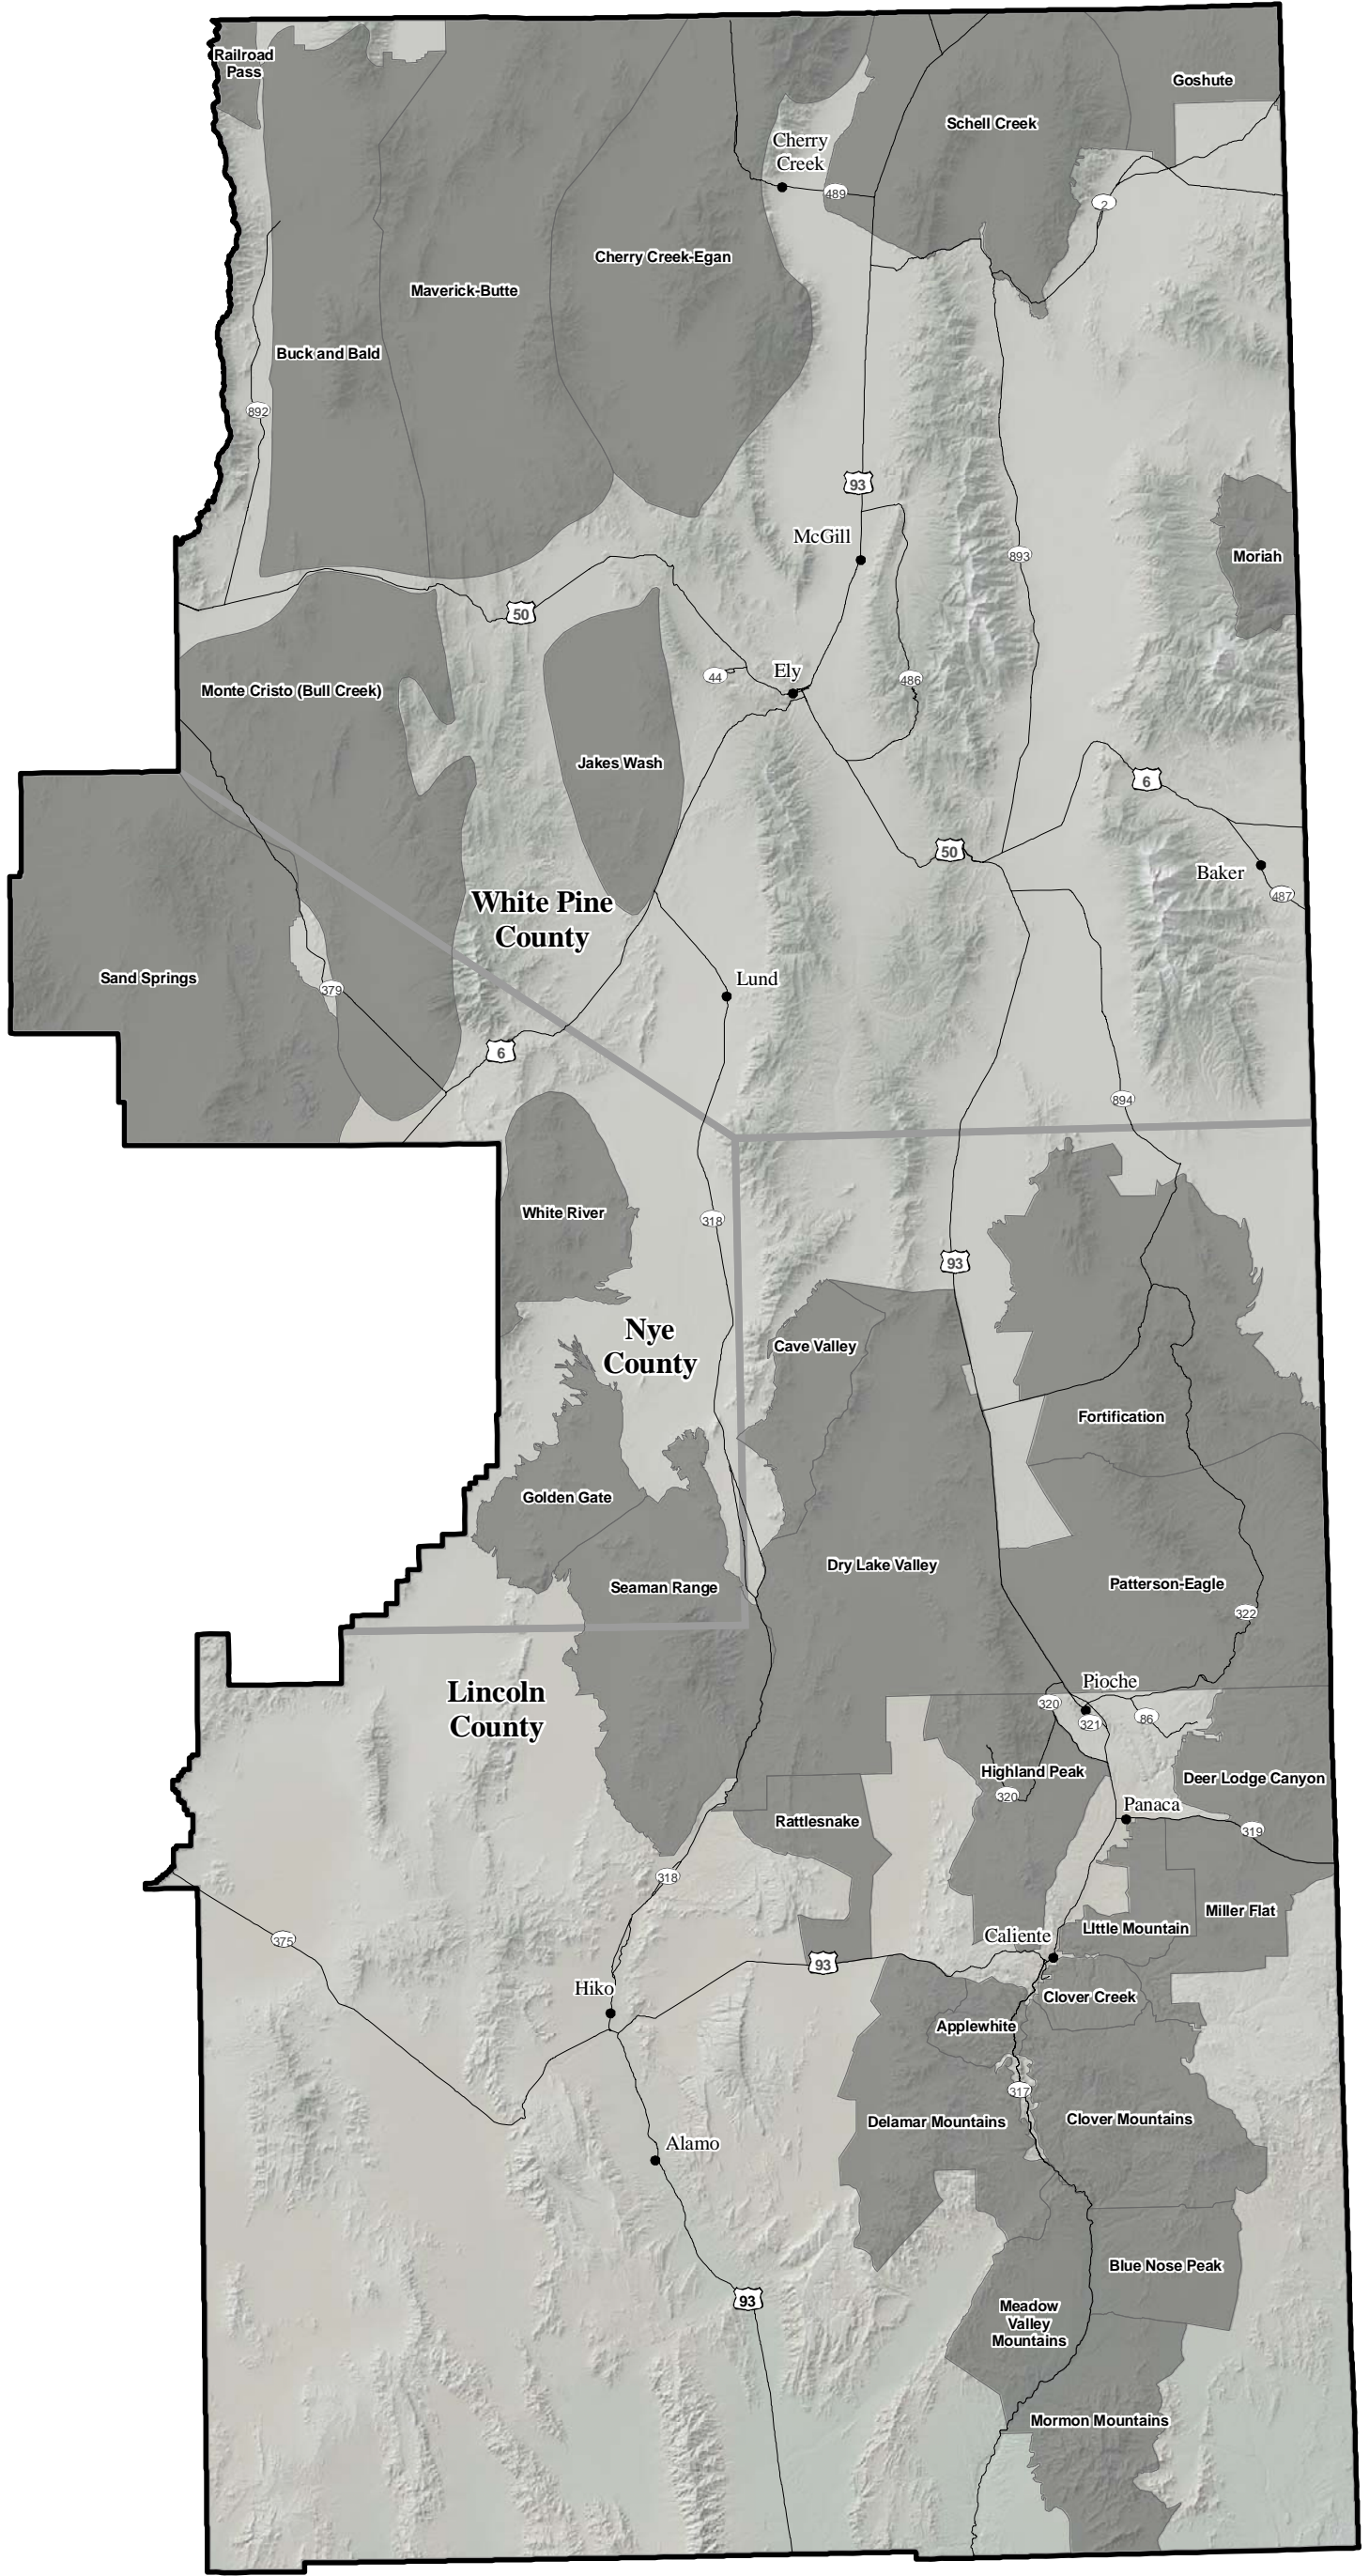 Railroad
Pass
Goshute
Schell Creek
Cherry
Creek
489
2
Cherry Creek-Egan
Maverick-Butte
Buck and Bald
892
93
McGill
893
Moriah
50
Ely
44
486
Monte Cristo (Bull Creek)
Jakes Wash
6
50
Baker
487
White Pine
County
Sand Springs
Lund
379
6
894
White River
318
93
Nye
County
Cave Valley
Fortification
Golden Gate
Dry Lake Valley
Seaman Range
Patterson-Eagle
322
Pioche
Lincoln
County
320
321
86
Highland Peak
Deer Lodge Canyon
320
Panaca
Rattlesnake
319
318
Miller Flat
LIttle Mountain
Caliente
375
93
Hiko
Clover Creek
Applewhite
317
Delamar Mountains
Clover Mountains
Alamo
Blue Nose Peak
93
Meadow
Valley
Mountains
Mormon Mountains